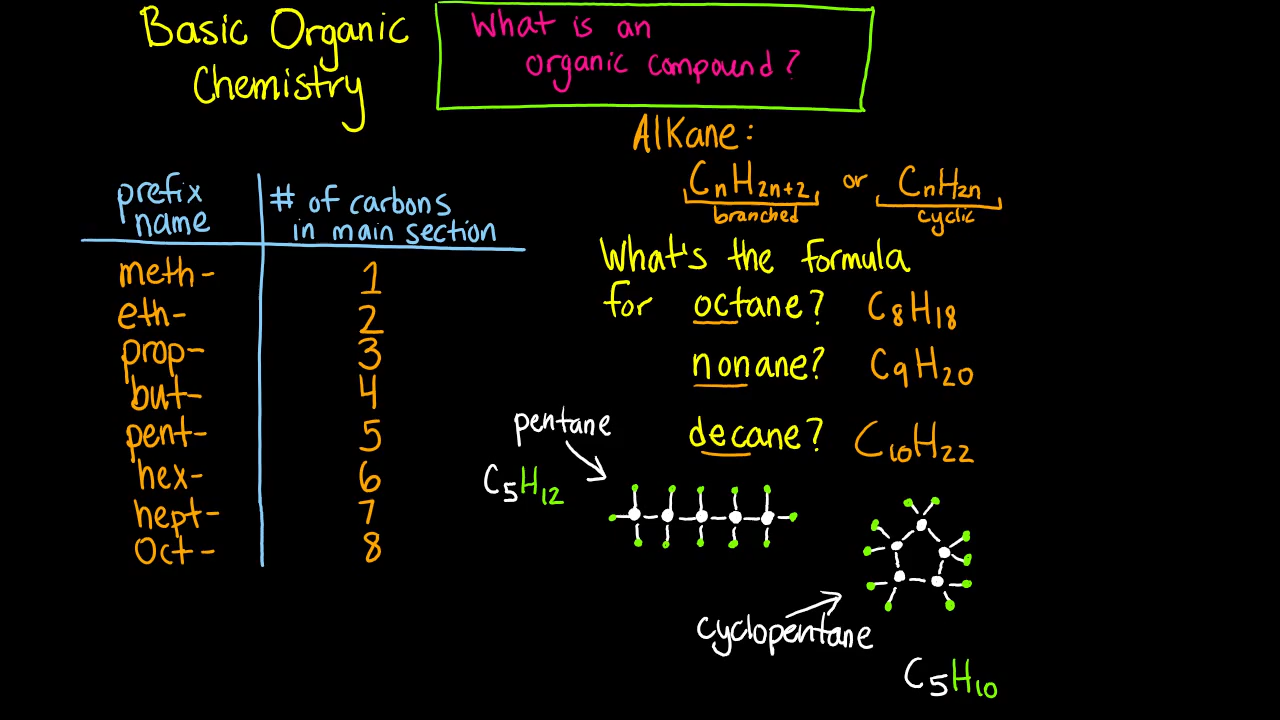 Basic Organic
Chemistry
What is an
organic compound?
Alkane:
CnH2n+2 or CnH2n
branched cyclic
prefix name
# of carbons in main section
meth- 1
eth- 2
prop- 3
but- 4
pent- 5
hex- 6
hept- 7
Oct- 8
What's the formula
for octane? C8H18
nonane? C9H20
decane? C10H22
pentane
C5H12
cyclopentane
C5H10